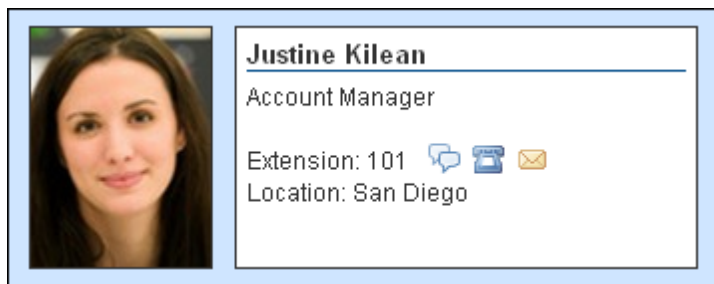 Justine Kilean
Account Manager
Extension: 101
Location: San Diego